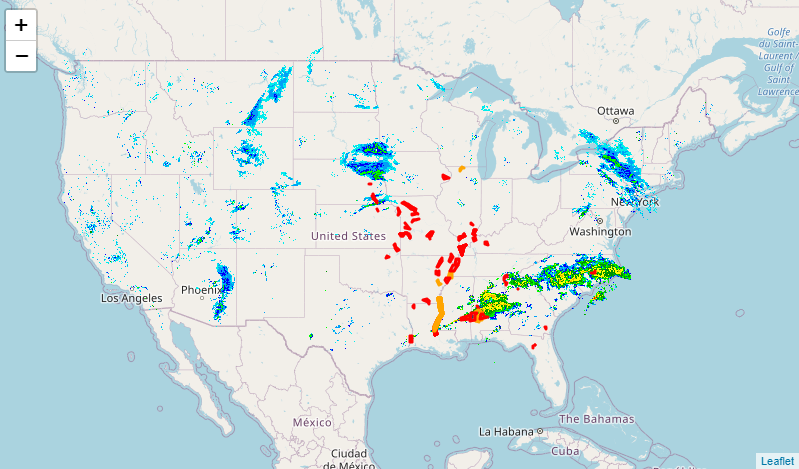 +
−
Golfe
du Saint-
Laurent /
Gulf of
Saint
Lawrence
Ottawa
New York
Washington
United States
Phoenix
Los Angeles
México
La Habana
The Bahamas
Cuba
Ciudad
de México
Leaflet